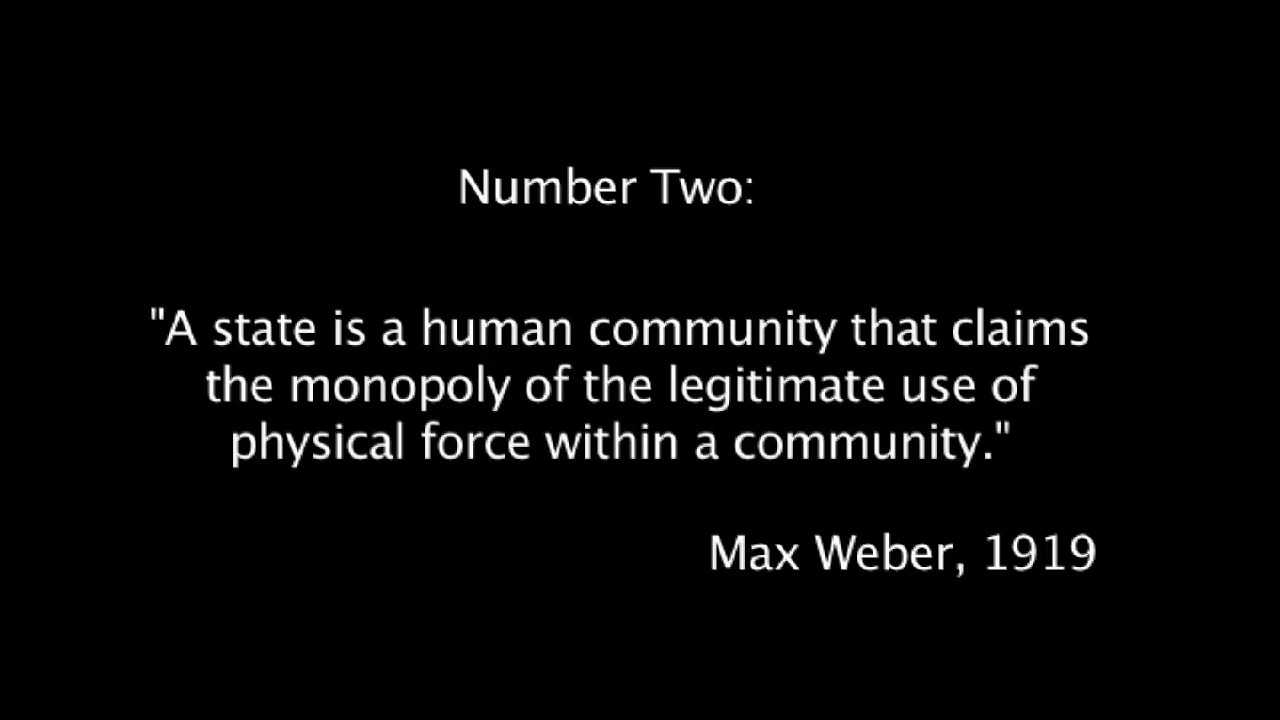 Number Two:
"A state is a human community that claims
the monopoly of the legitimate use of
physical force within a community."
Max Weber, 1919